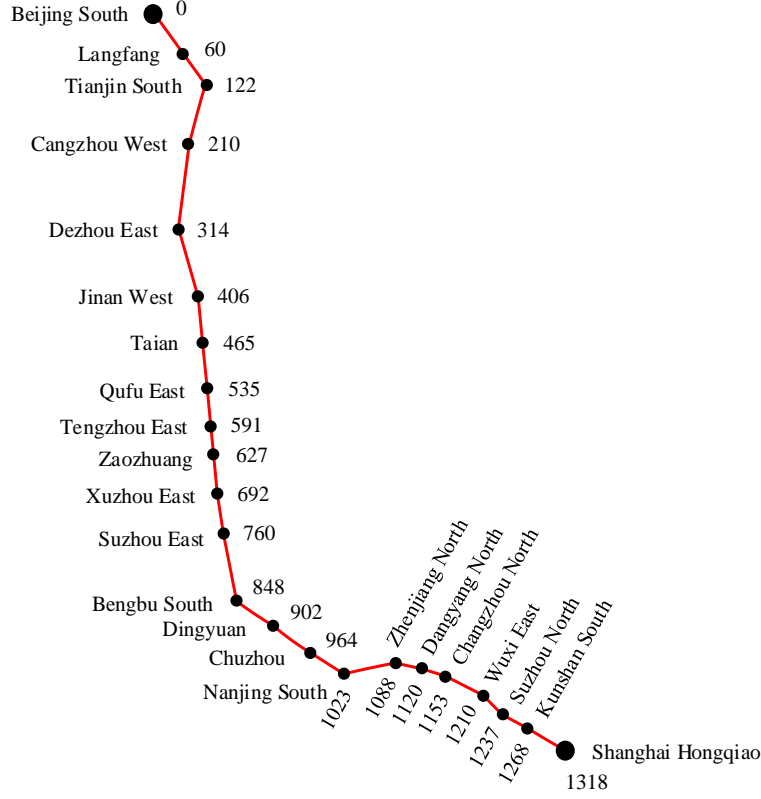 Beijing South 0
Langfang 60
Tianjin South 122
Cangzhou West 210
Dezhou East 314
Jinan West 406
Taian 465
Qufu East 535
Tengzhou East 591
Zaozhuang 627
Xuzhou East 692
Suzhou East 760
Bengbu South 848
Dingyuan 902
Chuzhou 964
Nanjing South 1023
Zhenjiang North 1088
Dangyang North 1120
Changzhou North 1153
Wuxi East 1210
Suzhou North 1237
Kunshan South 1268
Shanghai Hongqiao 1318